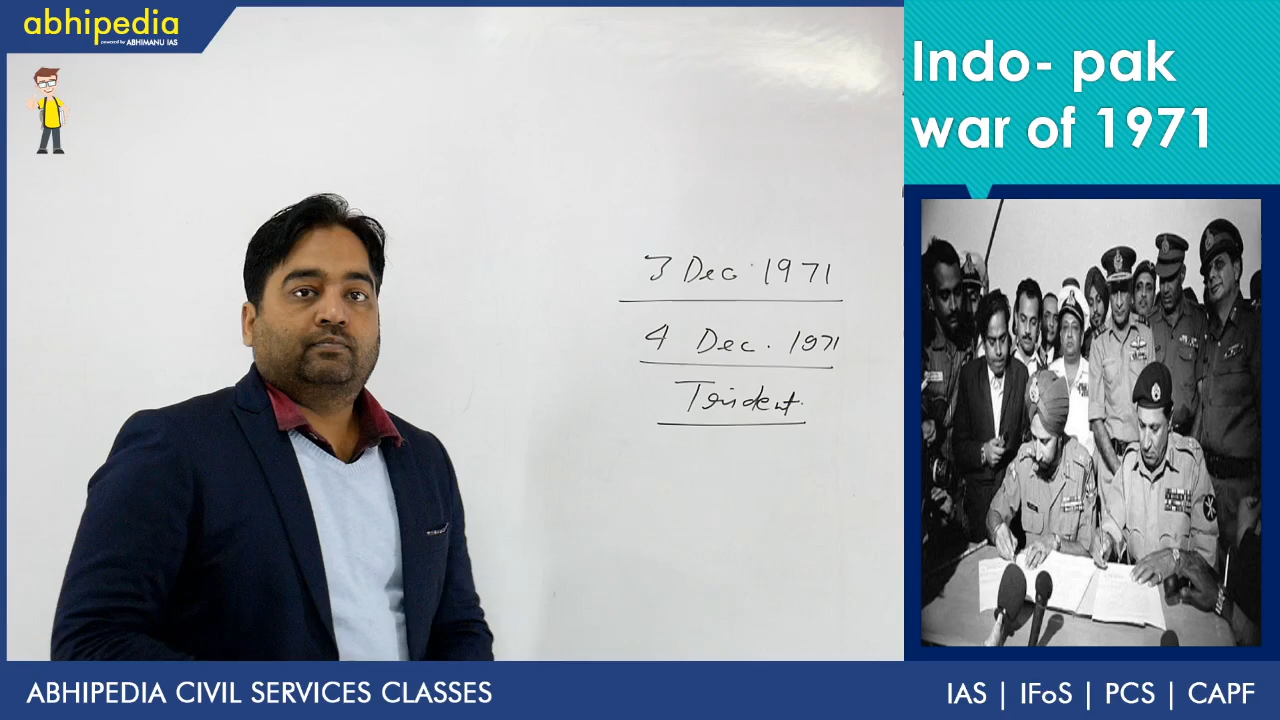 abhipedia
powered by ABHIMANU IAS
Indo- pak
war of 1971
3 Dec 1971
4 Dec. 1971
Trident.
ABHIPEDIA CIVIL SERVICES CLASSES
IAS | IFoS | PCS | CAPF